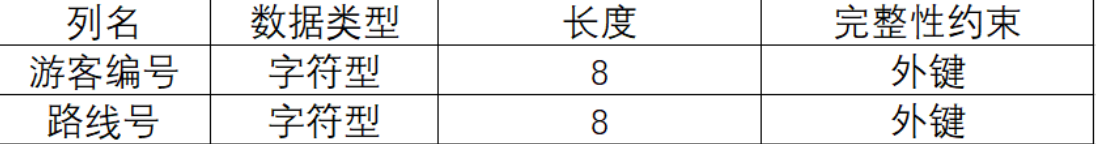 列名 数据类型 长度 完整性约束
游客编号 字符型 8 外键
路线号 字符型 8 外键